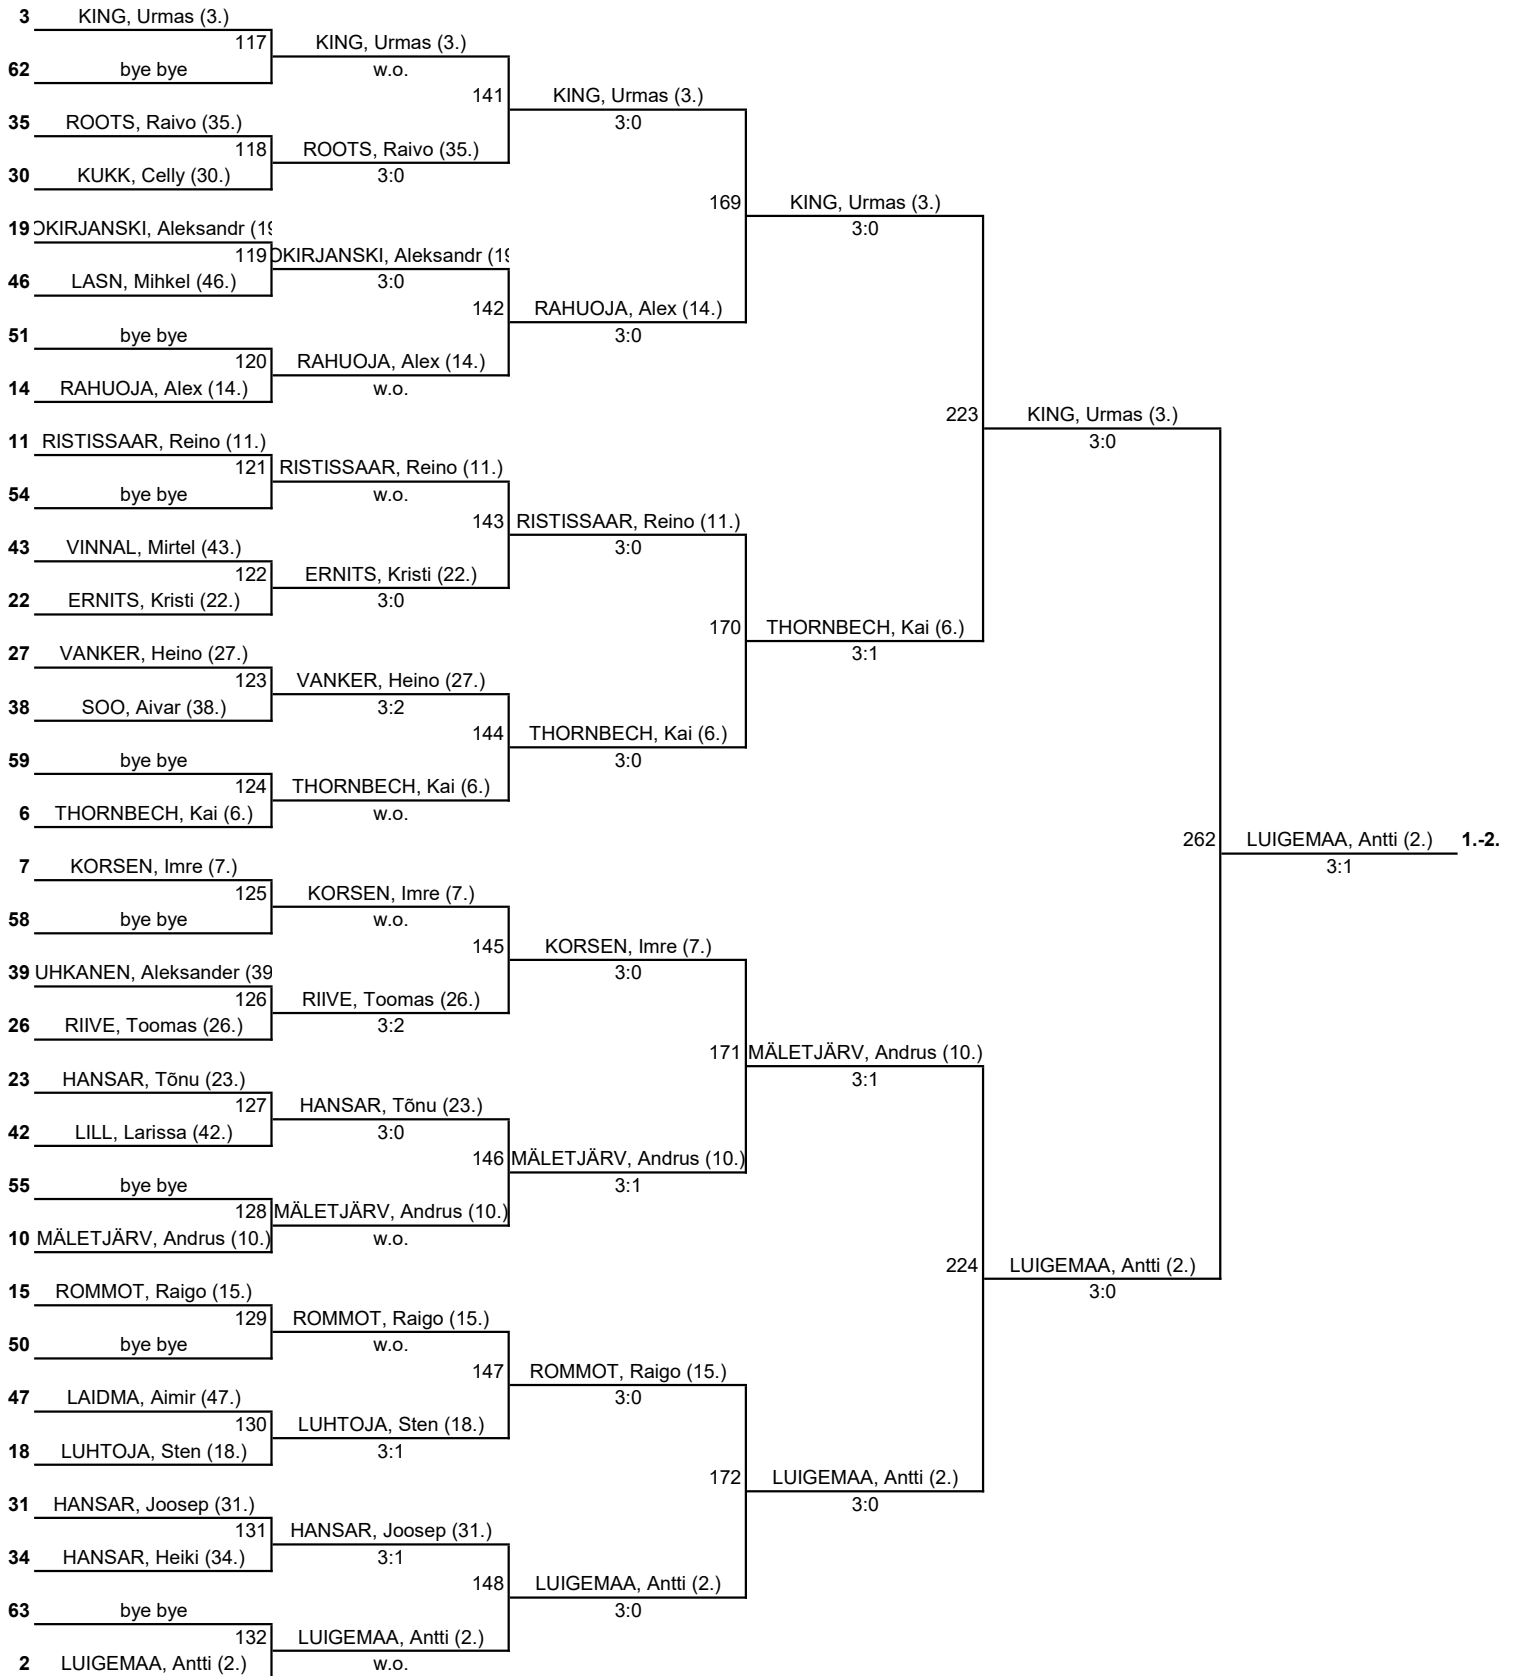 3 KING, Urmas (3.)
117 KING, Urmas (3.)
62 bye bye w.o.
141 KING, Urmas (3.)
35 ROOTS, Raivo (35.) 3:0
118 ROOTS, Raivo (35.)
30 KUKK, Celly (30.) 3:0
169 KING, Urmas (3.)
19 OKIRJANSKI, Aleksandr (19 3:0
119 OKIRJANSKI, Aleksandr (19
46 LASN, Mihkel (46.) 3:0
142 RAHUOJA, Alex (14.)
51 bye bye 3:0
120 RAHUOJA, Alex (14.)
14 RAHUOJA, Alex (14.) w.o.
223 KING, Urmas (3.)
11 RISTISSAAR, Reino (11.) 3:0
121 RISTISSAAR, Reino (11.)
54 bye bye w.o.
143 RISTISSAAR, Reino (11.)
43 VINNAL, Mirtel (43.) 3:0
122 ERNITS, Kristi (22.)
22 ERNITS, Kristi (22.) 3:0
170 THORNBECH, Kai (6.)
27 VANKER, Heino (27.) 3:1
123 VANKER, Heino (27.)
38 SOO, Aivar (38.) 3:2
144 THORNBECH, Kai (6.)
59 bye bye 3:0
124 THORNBECH, Kai (6.)
6 THORNBECH, Kai (6.) w.o.
262 LUIGEMAA, Antti (2.) 1.-2.
7 KORSEN, Imre (7.) 3:1
125 KORSEN, Imre (7.)
58 bye bye w.o.
145 KORSEN, Imre (7.)
39 UHKANEN, Aleksander (39 3:0
126 RIIVE, Toomas (26.)
26 RIIVE, Toomas (26.) 3:2
171 MÄLETJÄRV, Andrus (10.)
23 HANSAR, Tõnu (23.) 3:1
127 HANSAR, Tõnu (23.)
42 LILL, Larissa (42.) 3:0
146 MÄLETJÄRV, Andrus (10.)
55 bye bye 3:1
128 MÄLETJÄRV, Andrus (10.)
10 MÄLETJÄRV, Andrus (10.) w.o.
224 LUIGEMAA, Antti (2.)
15 ROMMOT, Raigo (15.) 3:0
129 ROMMOT, Raigo (15.)
50 bye bye w.o.
147 ROMMOT, Raigo (15.)
47 LAIDMA, Aimir (47.) 3:0
130 LUHTOJA, Sten (18.)
18 LUHTOJA, Sten (18.) 3:1
172 LUIGEMAA, Antti (2.)
31 HANSAR, Joosep (31.) 3:0
131 HANSAR, Joosep (31.)
34 HANSAR, Heiki (34.) 3:1
148 LUIGEMAA, Antti (2.)
63 bye bye 3:0
132 LUIGEMAA, Antti (2.)
2 LUIGEMAA, Antti (2.) w.o.